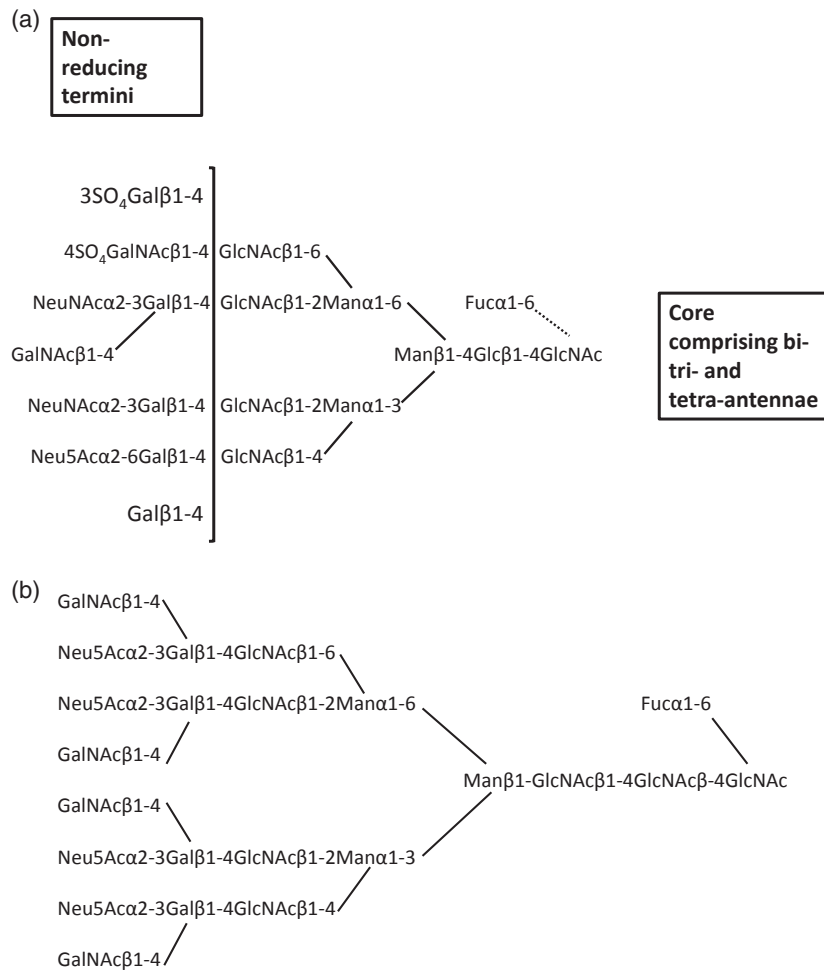 (a)
Non-
reducing
termini
3SO₄Galβ1-4
4SO₄GalNAcβ1-4 GlcNAcβ1-6
NeuNAcα2-3Galβ1-4 GlcNAcβ1-2Manα1-6 Fucα1-6
GalNAcβ1-4 Manβ1-4Glcβ1-4GlcNAc
NeuNAcα2-3Galβ1-4 GlcNAcβ1-2Manα1-3
Neu5Acα2-6Galβ1-4 GlcNAcβ1-4
Galβ1-4
Core
comprising bi-
tri- and
tetra-antennae
(b)
GalNAcβ1-4
Neu5Acα2-3Galβ1-4GlcNAcβ1-6
Neu5Acα2-3Galβ1-4GlcNAcβ1-2Manα1-6 Fucα1-6
GalNAcβ1-4
Manβ1-GlcNAcβ1-4GlcNAcβ-4GlcNAc
GalNAcβ1-4
Neu5Acα2-3Galβ1-4GlcNAcβ1-2Manα1-3
Neu5Acα2-3Galβ1-4GlcNAcβ1-4
GalNAcβ1-4